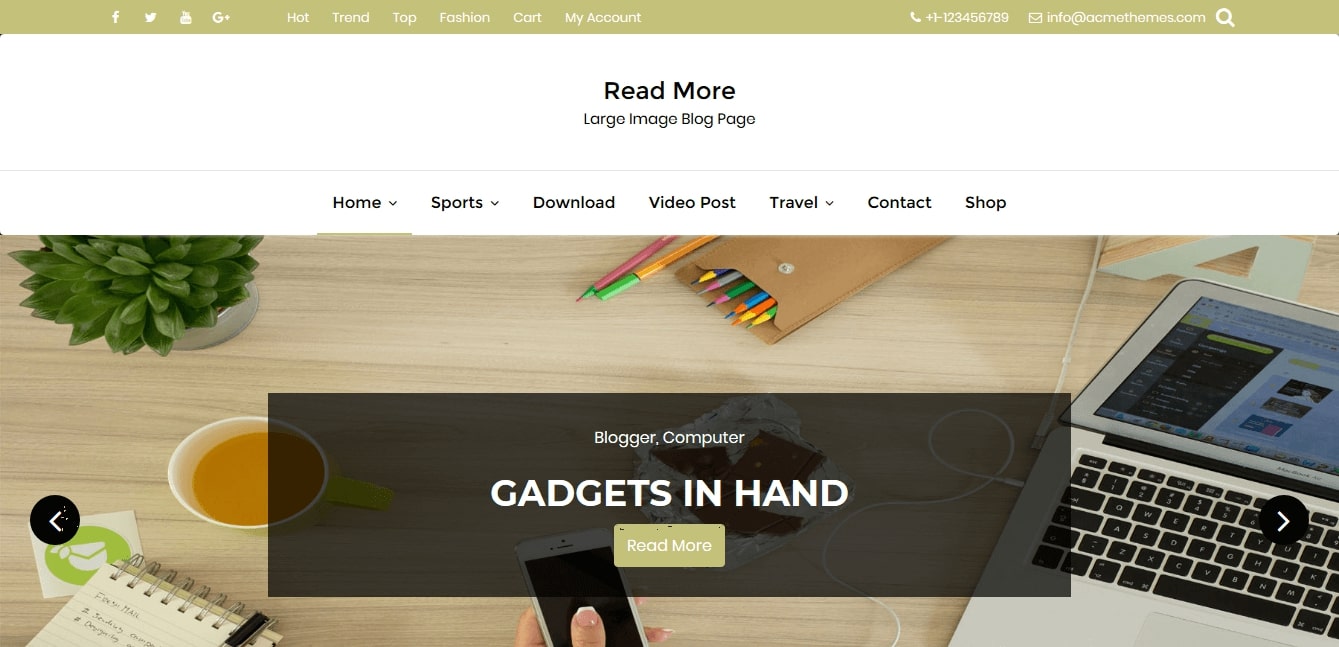 Hot Trend Top Fashion Cart My Account +1-123456789 info@acmethemes.com
Read More
Large Image Blog Page
Home Sports Download Video Post Travel Contact Shop
Blogger, Computer
GADGETS IN HAND
Read More